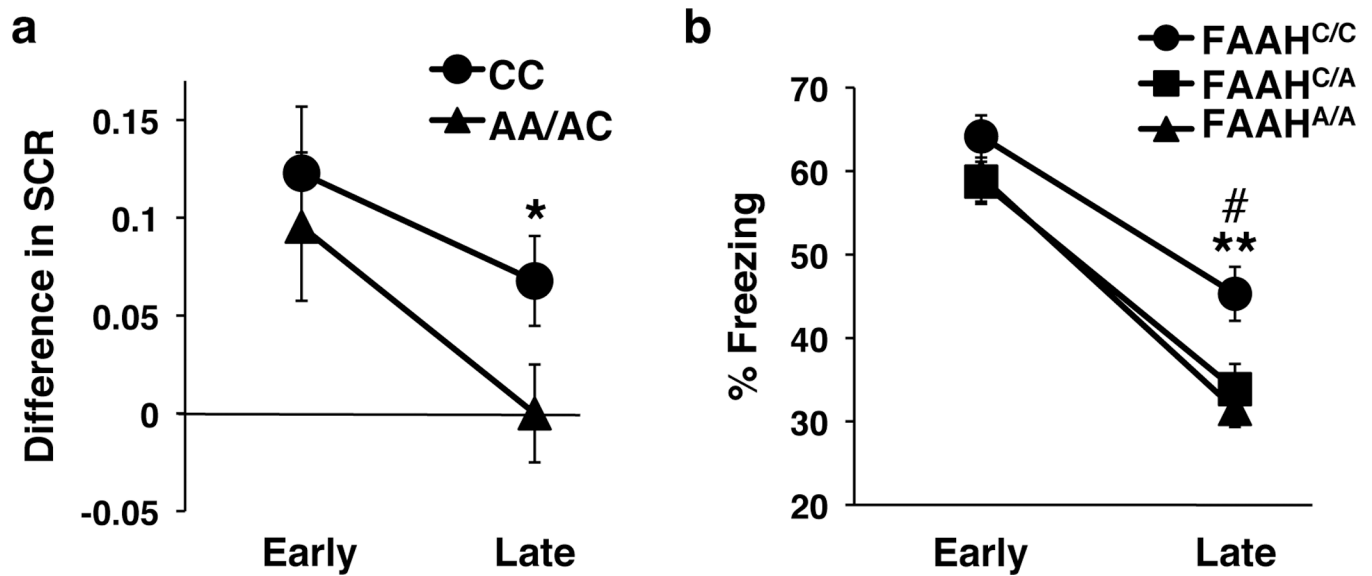 a
CC
AA/AC
Difference in SCR
0.15
0.1
0.05
0
-0.05
*
Early Late
b
FAAH^C/C
FAAH^C/A
FAAH^A/A
% Freezing
70
60
50
40
30
20
#
**
Early Late